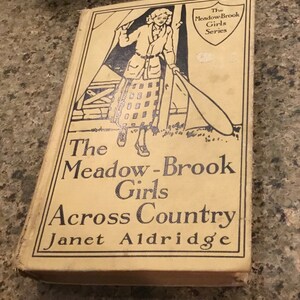 The
Meadow-Brook
Girls
Series
The
Meadow-Brook
Girls
Across Country
Janet Aldridge